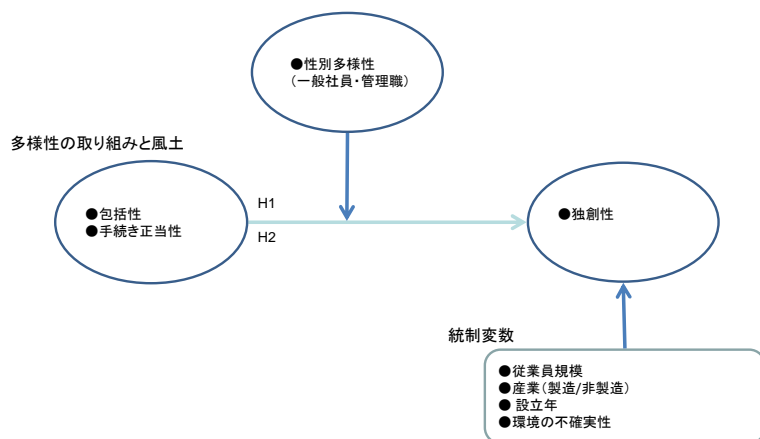 ●性別多様性
（一般社員・管理職）
多様性の取り組みと風土
●包括性
●手続き正当性
H1
H2
●独創性
統制変数
●従業員規模
●産業（製造/非製造）
● 設立年
●環境の不確実性